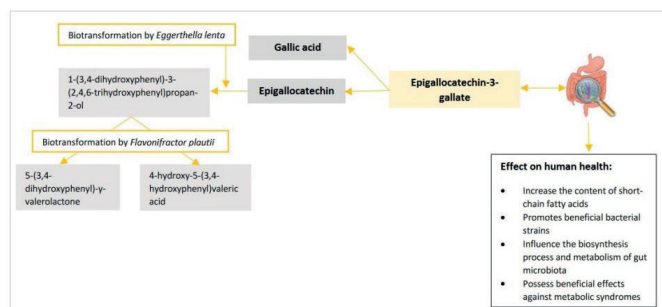 Biotransformation by Eggerthella lenta
Gallic acid
1-(3,4-dihydroxyphenyl)-3-
(2,4,6-trihydroxyphenyl)propan-
2-ol
Epigallocatechin
Epigallocatechin-3-
gallate
Biotransformation by Flavonifractor plautii
5-(3,4-
dihydroxyphenyl)-γ-
valerolactone
4-hydroxy-5-(3,4-
hydroxyphenyl)valeric
acid
Effect on human health:
• Increase the content of short-
chain fatty acids
• Promotes beneficial bacterial
strains
• Influence the biosynthesis
process and metabolism of gut
microbiota
• Possess beneficial effects
against metabolic syndromes